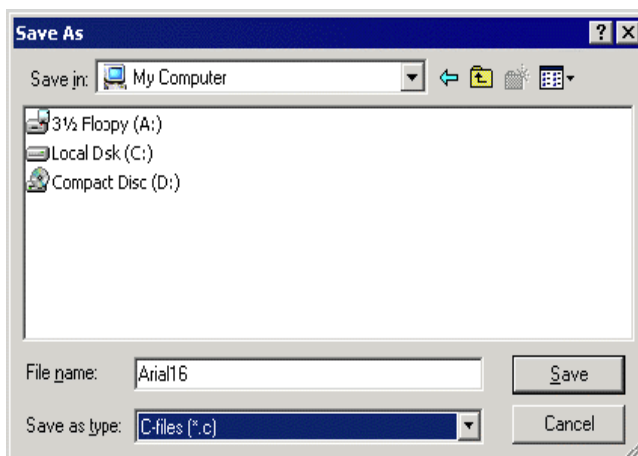 Save As
Save in: My Computer
3½ Floppy (A:)
Local Dsk (C:)
Compact Disc (D:)
File name: Arial16 Save
Save as type: C-files (*.c) Cancel